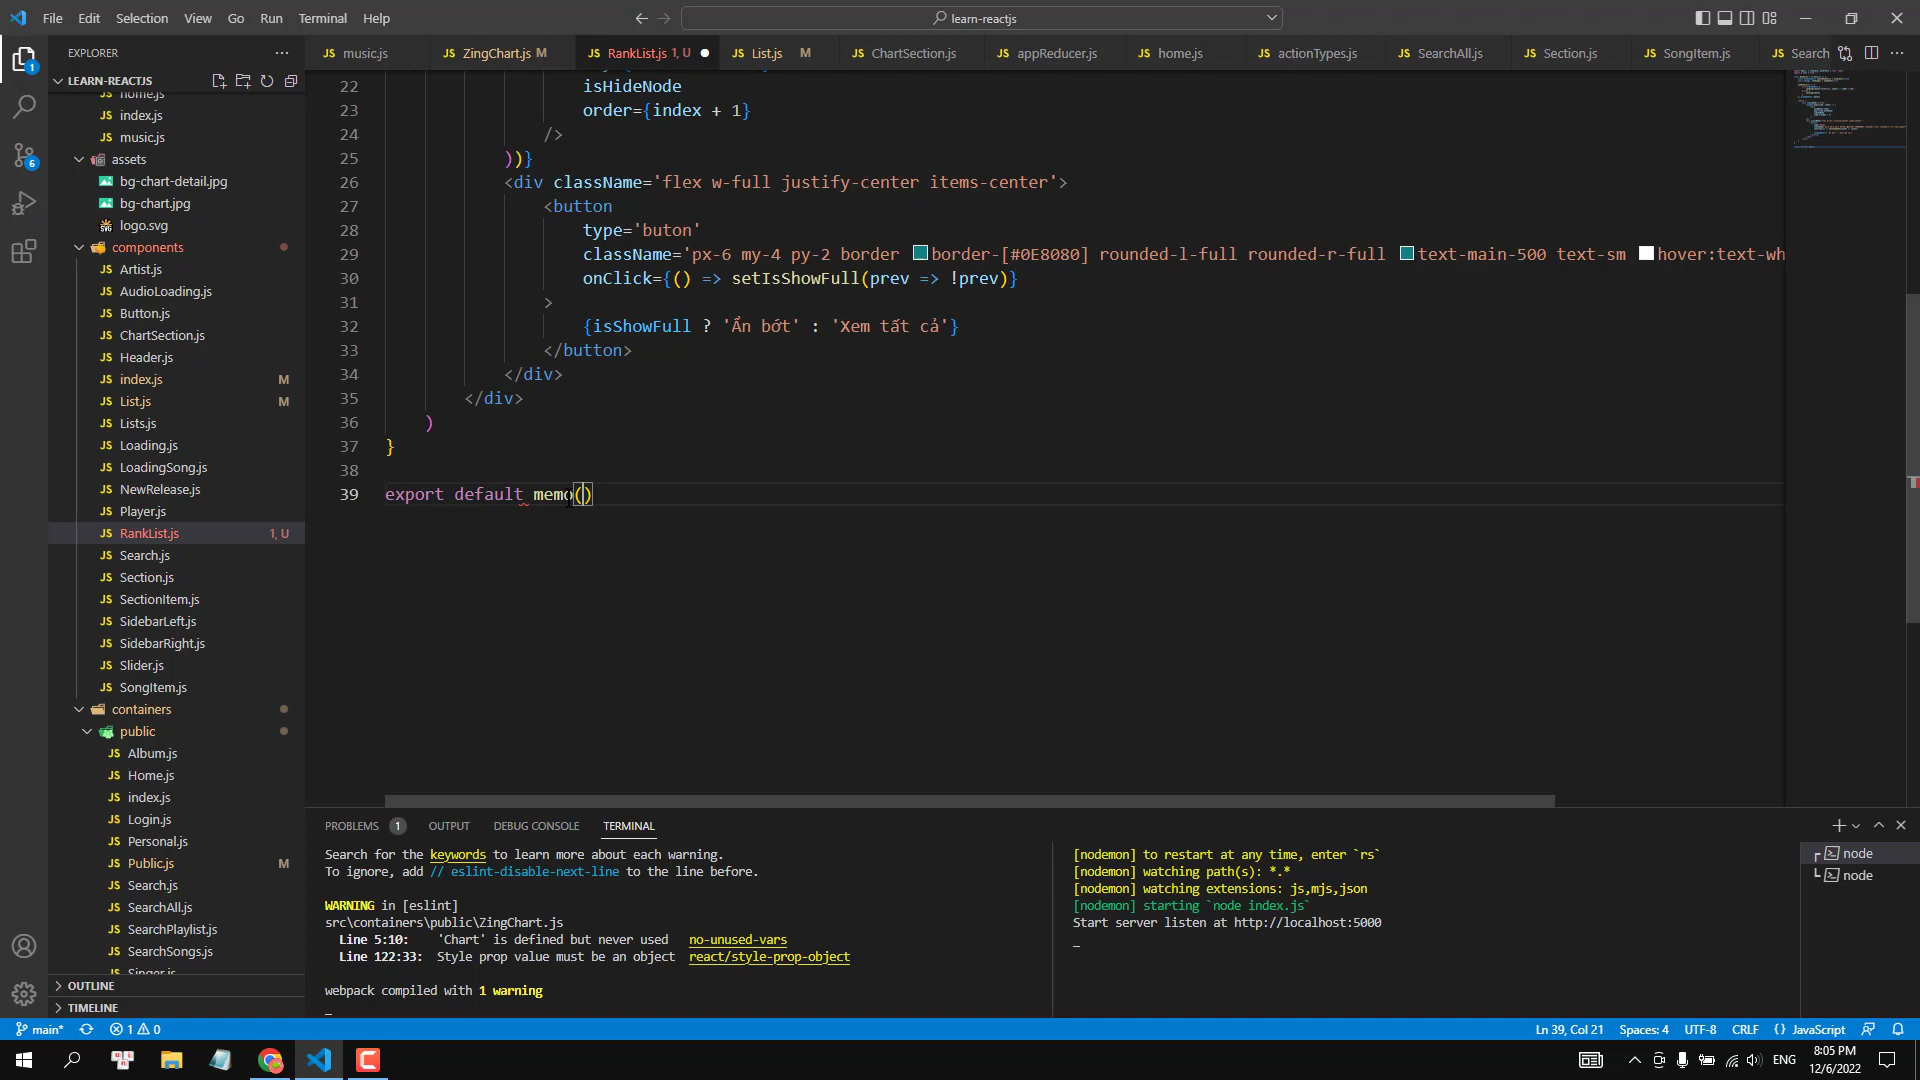 File Edit Selection View Go Run Terminal Help
learn-reactjs
EXPLORER
music.js
ZingChart.js M
RankList.js 1, U
List.js M
ChartSection.js
appReducer.js
home.js
actionTypes.js
SearchAll.js
Section.js
SongItem.js
Search
LEARN-REACTJS
home.js
index.js
music.js
assets
bg-chart-detail.jpg
bg-chart.jpg
logo.svg
components
Artist.js
AudioLoading.js
Button.js
ChartSection.js
Header.js
index.js M
List.js M
Lists.js
Loading.js
LoadingSong.js
NewRelease.js
Player.js
RankList.js 1, U
Search.js
Section.js
SectionItem.js
SidebarLeft.js
SidebarRight.js
Slider.js
SongItem.js
containers
public
Album.js
Home.js
index.js
Login.js
Personal.js
Public.js M
Search.js
SearchAll.js
SearchPlaylist.js
SearchSongs.js
Singer.js
OUTLINE
TIMELINE
22 isHideNode
23 order={index + 1}
24 />
25 ))}
26 <div className='flex w-full justify-center items-center'>
27 <button
28 type='buton'
29 className='px-6 my-4 py-2 border border-[#0E8080] rounded-l-full rounded-r-full text-main-500 text-sm hover:text-wh
30 onClick={() => setIsShowFull(prev => !prev)}
31 >
32 {isShowFull ? 'Ẩn bớt' : 'Xem tất cả'}
33 </button>
34 </div>
35 </div>
36 )
37 }
38
39 export default memo()
PROBLEMS 1 OUTPUT DEBUG CONSOLE TERMINAL
Search for the keywords to learn more about each warning.
To ignore, add // eslint-disable-next-line to the line before.
WARNING in [eslint]
src\containers\public\ZingChart.js
Line 5:10: 'Chart' is defined but never used no-unused-vars
Line 122:33: Style prop value must be an object react/style-prop-object
webpack compiled with 1 warning
[nodemon] to restart at any time, enter `rs`
[nodemon] watching path(s): *.*
[nodemon] watching extensions: js,mjs,json
[nodemon] starting `node index.js`
Start server listen at http://localhost:5000
node
node
main* 1 0
Ln 39, Col 21 Spaces: 4 UTF-8 CRLF {} JavaScript
ENG
8:05 PM
12/6/2022